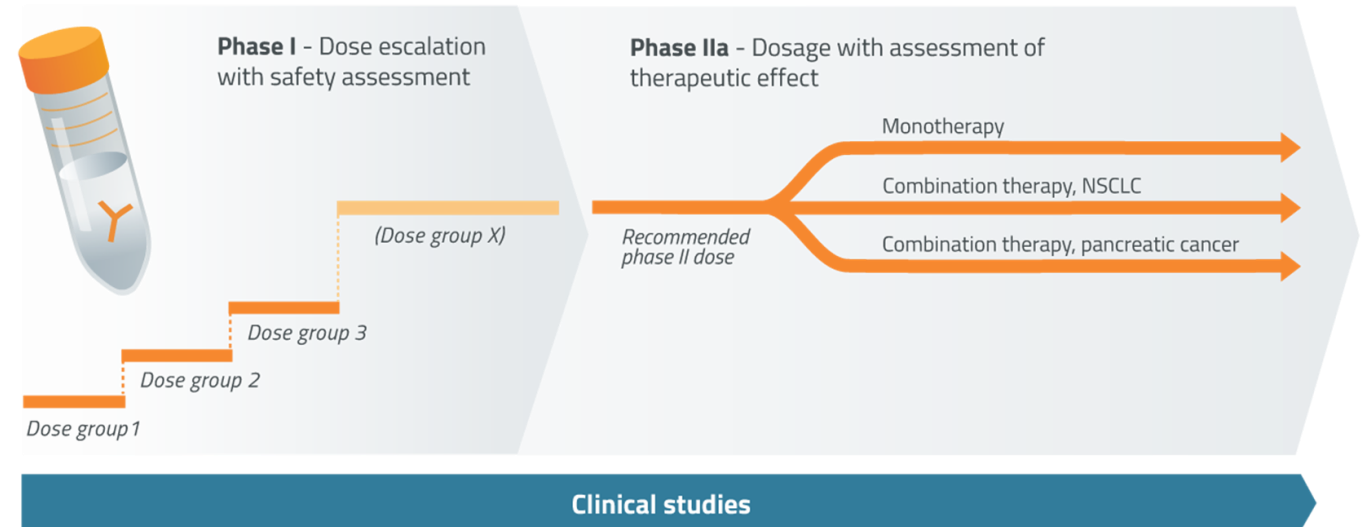 Phase I - Dose escalation
with safety assessment
Phase IIa - Dosage with assessment of
therapeutic effect
Monotherapy
Combination therapy, NSCLC
Combination therapy, pancreatic cancer
(Dose group X)
Recommended
phase II dose
Dose group 3
Dose group 2
Dose group 1
Clinical studies